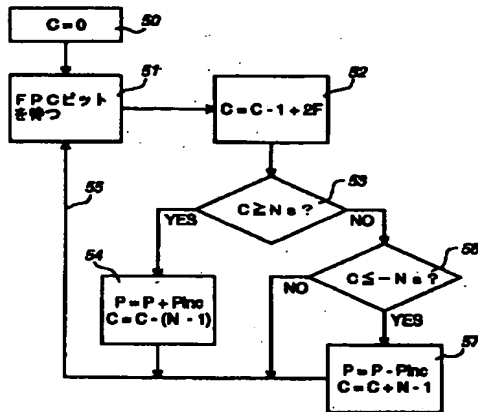 50
C=0
51
FPCビット
を待つ
52
C=C-1+2F
53
C≥Ns?
YES
NO
55
54
P=P+Pinc
C=C-(N-1)
56
C≤-Ns?
NO
YES
57
P=P-Pinc
C=C+N-1